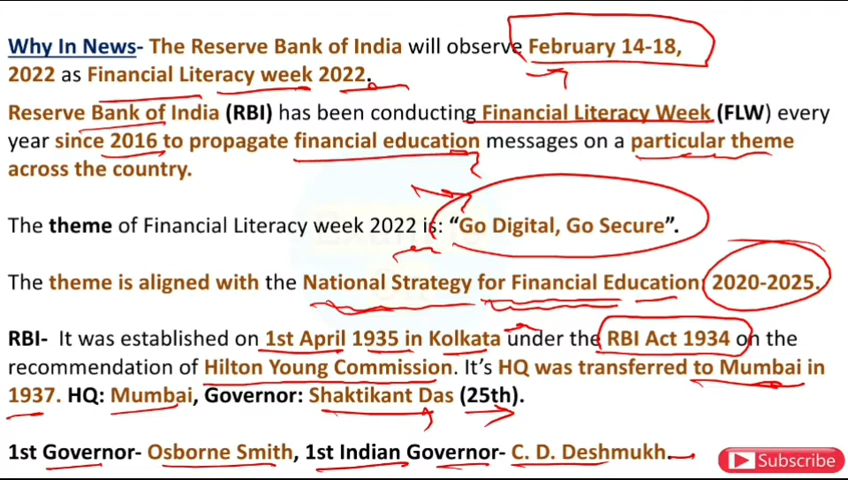 Why In News- The Reserve Bank of India will observe February 14-18,
2022 as Financial Literacy week 2022.
Reserve Bank of India (RBI) has been conducting Financial Literacy Week (FLW) every
year since 2016 to propagate financial education messages on a particular theme
across the country.
The theme of Financial Literacy week 2022 is: “Go Digital, Go Secure”.
The theme is aligned with the National Strategy for Financial Education: 2020-2025.
RBI- It was established on 1st April 1935 in Kolkata under the RBI Act 1934 on the
recommendation of Hilton Young Commission. It’s HQ was transferred to Mumbai in
1937. HQ: Mumbai, Governor: Shaktikant Das (25th).
1st Governor- Osborne Smith, 1st Indian Governor- C. D. Deshmukh.
Subscribe